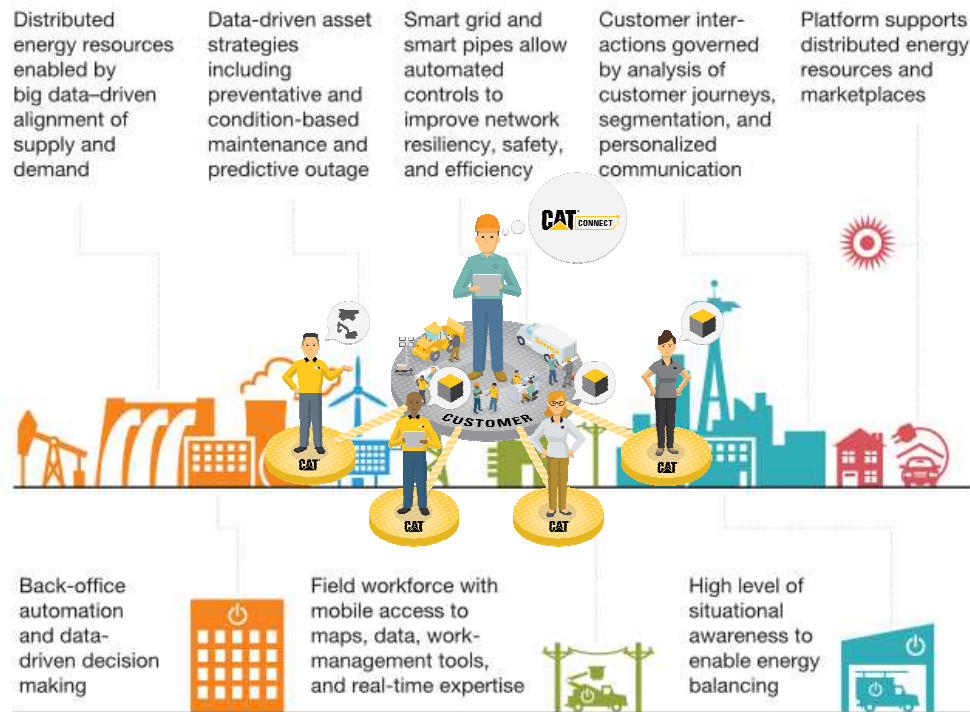 Distributed
energy resources
enabled by
big data–driven
alignment of
supply and
demand
Data-driven asset
strategies
including
preventative and
condition-based
maintenance and
predictive outage
Smart grid and
smart pipes allow
automated
controls to
improve network
resiliency, safety,
and efficiency
Customer inter-
actions governed
by analysis of
customer journeys,
segmentation, and
personalized
communication
Platform supports
distributed energy
resources and
marketplaces
CAT CONNECT
Service
CUSTOMER
CAT
CAT
CAT
CAT
Back-office
automation
and data-
driven decision
making
Field workforce with
mobile access to
maps, data, work-
management tools,
and real-time expertise
High level of
situational
awareness to
enable energy
balancing